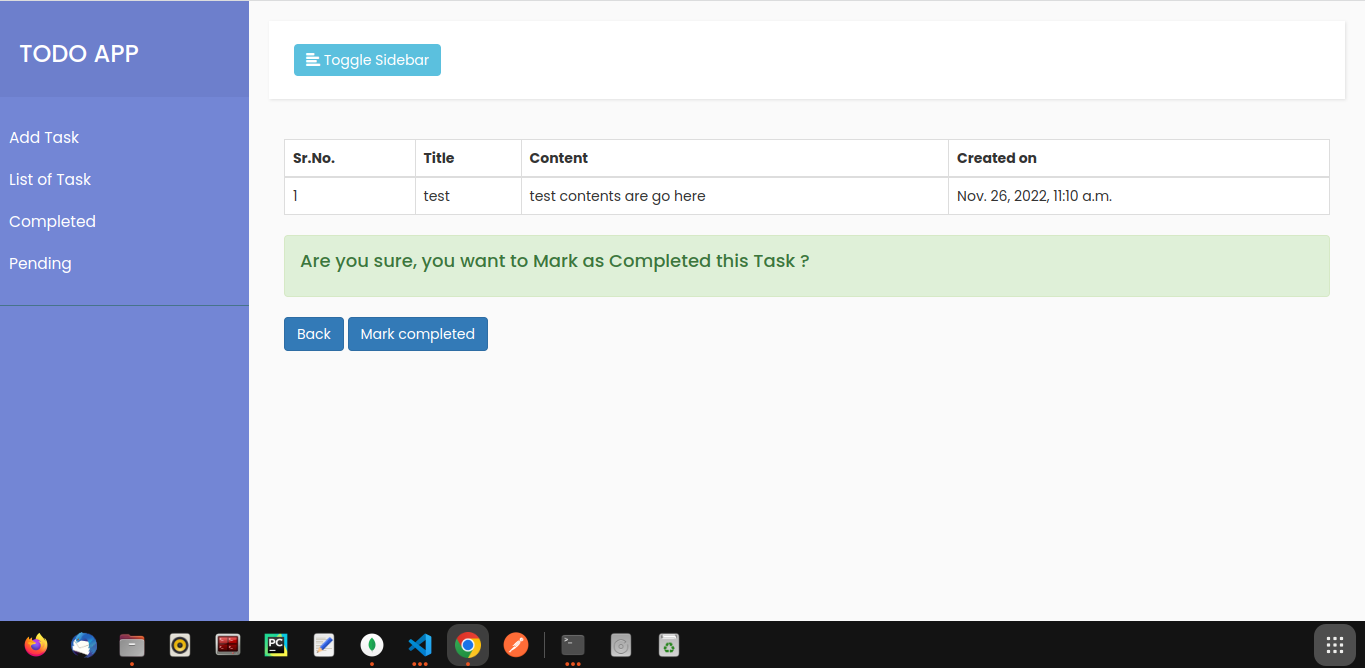 TODO APP
Toggle Sidebar
Add Task
List of Task
Completed
Pending
Sr.No. Title Content Created on
1 test test contents are go here Nov. 26, 2022, 11:10 a.m.
Are you sure, you want to Mark as Completed this Task ?
Back Mark completed
PC